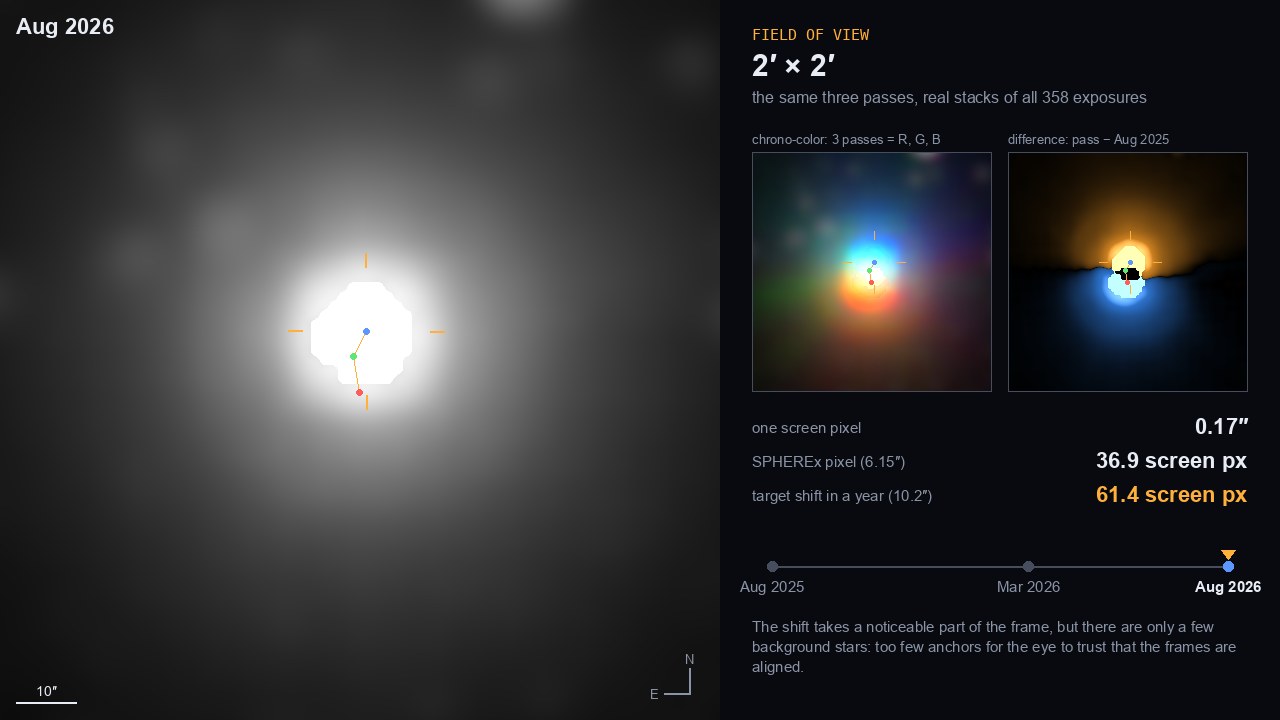 Aug 2026
10″
N
E
FIELD OF VIEW
2′ × 2′
the same three passes, real stacks of all 358 exposures
chrono-color: 3 passes = R, G, B
difference: pass − Aug 2025
one screen pixel 0.17″
SPHEREx pixel (6.15″) 36.9 screen px
target shift in a year (10.2″) 61.4 screen px
Aug 2025 Mar 2026 Aug 2026
The shift takes a noticeable part of the frame, but there are only a few
background stars: too few anchors for the eye to trust that the frames are
aligned.